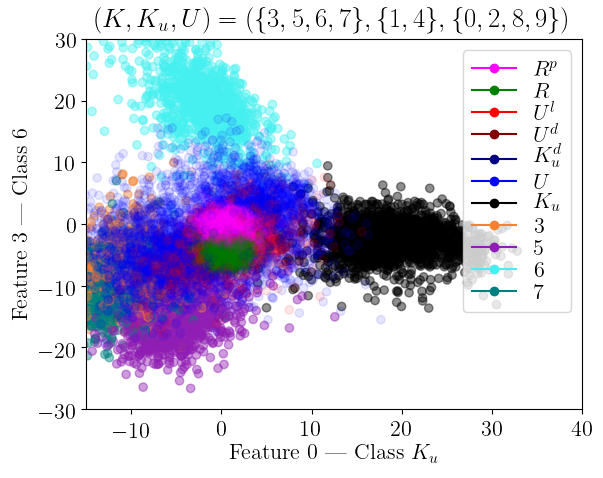 (K, K_u, U) = ({3, 5, 6, 7}, {1, 4}, {0, 2, 8, 9})
30
20
10
0
−10
−20
−30
Feature 3 — Class 6
R^p
R
U^l
U^d
K_u^d
U
K_u
3
5
6
7
−10
0
10
20
30
40
Feature 0 — Class K_u